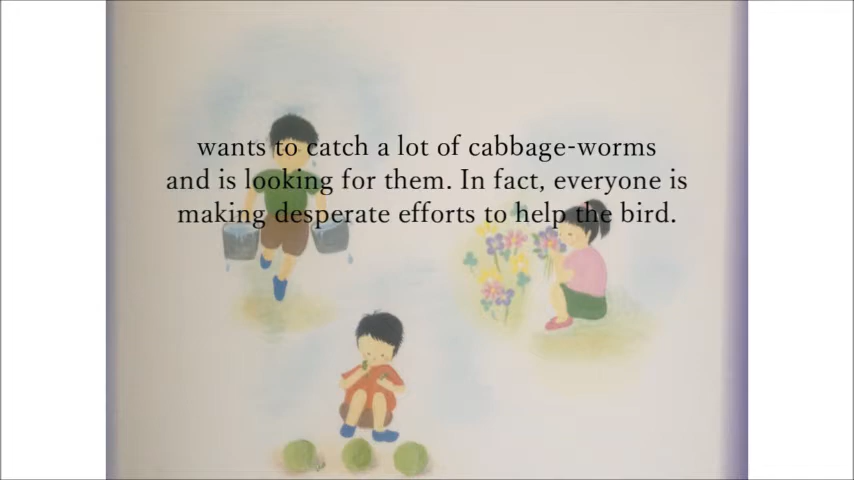 wants to catch a lot of cabbage-worms
and is looking for them. In fact, everyone is
making desperate efforts to help the bird.